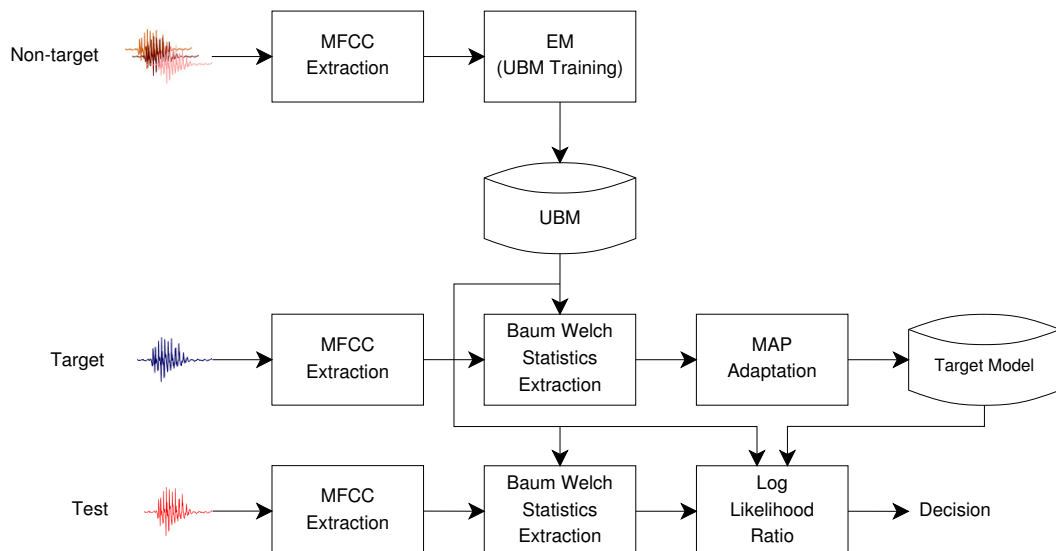 Non-target
MFCC
Extraction
EM
(UBM Training)
UBM
Target
MFCC
Extraction
Baum Welch
Statistics
Extraction
MAP
Adaptation
Target Model
Test
MFCC
Extraction
Baum Welch
Statistics
Extraction
Log
Likelihood
Ratio
Decision